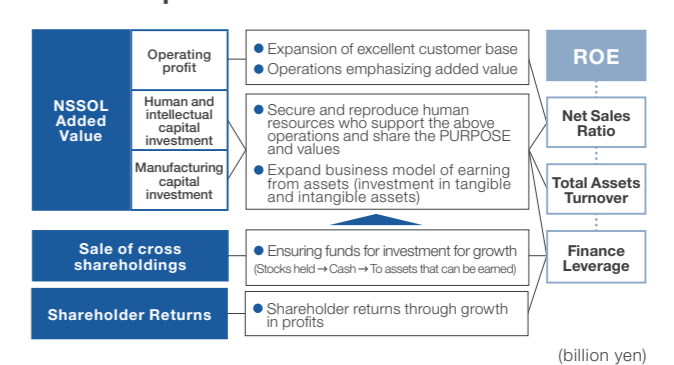 NSSOL
Added
Value
Operating
profit
Human and
intellectual
capital
investment
Manufacturing
capital
investment
● Expansion of excellent customer base
● Operations emphasizing added value
● Secure and reproduce human
resources who support the above
operations and share the PURPOSE
and values
● Expand business model of earning
from assets (investment in tangible
and intangible assets)
ROE
Net Sales
Ratio
Total Assets
Turnover
Finance
Leverage
Sale of cross
shareholdings
● Ensuring funds for investment for growth
(Stocks held → Cash → To assets that can be earned)
Shareholder Returns
● Shareholder returns through growth
in profits
(billion yen)